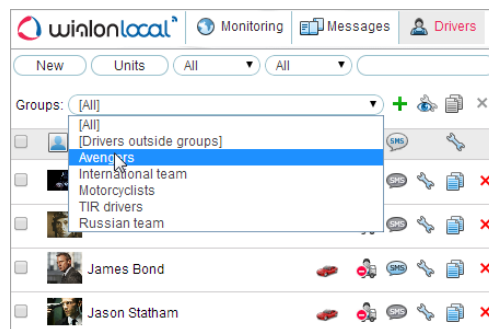 wialon local Monitoring Messages Drivers
New Units All All
Groups: [All]
[All]
[Drivers outside groups]
Avengers
SMS
International team
SMS
Motorcyclists
TIR drivers
Russian team
James Bond SMS
Jason Statham SMS